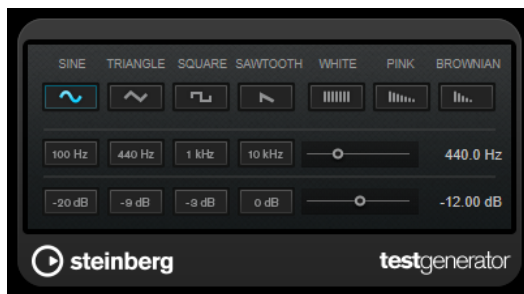 SINE TRIANGLE SQUARE SAWTOOTH WHITE PINK BROWNIAN
100 Hz 440 Hz 1 kHz 10 kHz 440.0 Hz
-20 dB -9 dB -3 dB 0 dB -12.00 dB
steinberg testgenerator